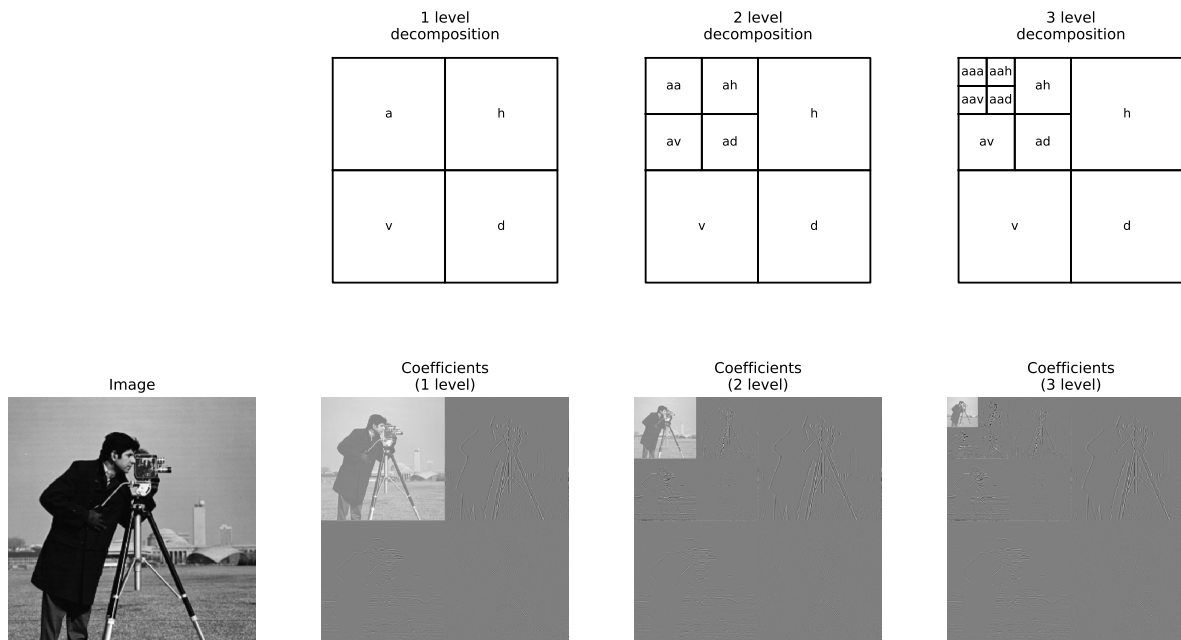 1 level
decomposition
2 level
decomposition
3 level
decomposition
a
h
v
d
aa
ah
av
ad
h
v
d
aaa
aah
aav
aad
ah
av
ad
h
v
d
Image
Coefficients
(1 level)
Coefficients
(2 level)
Coefficients
(3 level)